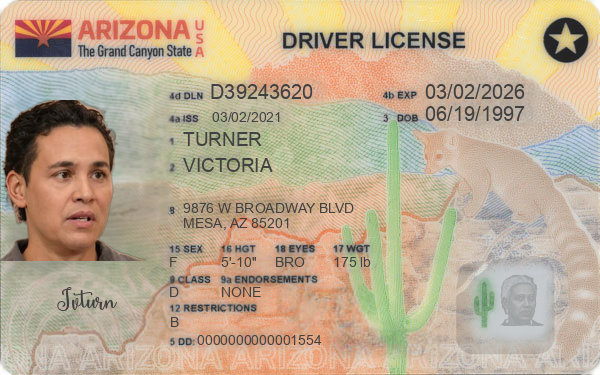 ARIZONA USA
The Grand Canyon State
DRIVER LICENSE
4d DLN D39243620
4b EXP 03/02/2026
4a ISS 03/02/2021
3 DOB 06/19/1997
1 TURNER
2 VICTORIA
8 9876 W BROADWAY BLVD
MESA, AZ 85201
15 SEX 16 HGT 18 EYES 17 WGT
F 5'-10" BRO 175 lb
9 CLASS 9a ENDORSEMENTS
D NONE
12 RESTRICTIONS
B
5 DD: 0000000000001554
Jvturn
ARIZONA ARIZONA ARIZONA ARIZONA